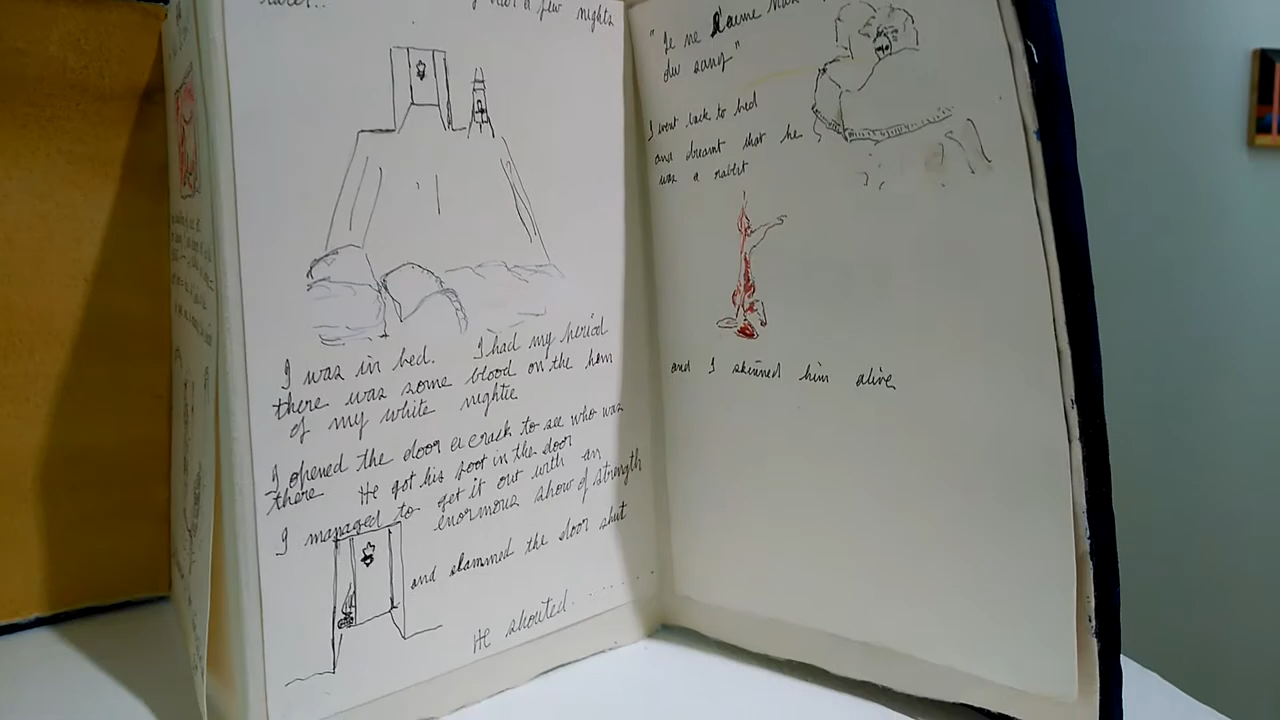 a few nights
I was in bed. I had my period
there was some blood on the hem
of my white nightie
I opened the door a crack to see who was
there He got his foot in the door
I managed to get it out with an
enormous show of strength
and slammed the door shut
He shouted..........
"Je ne d'aime
du sang"
I went back to bed
and dreamt that he
was a rabbit
and I skinned him alive